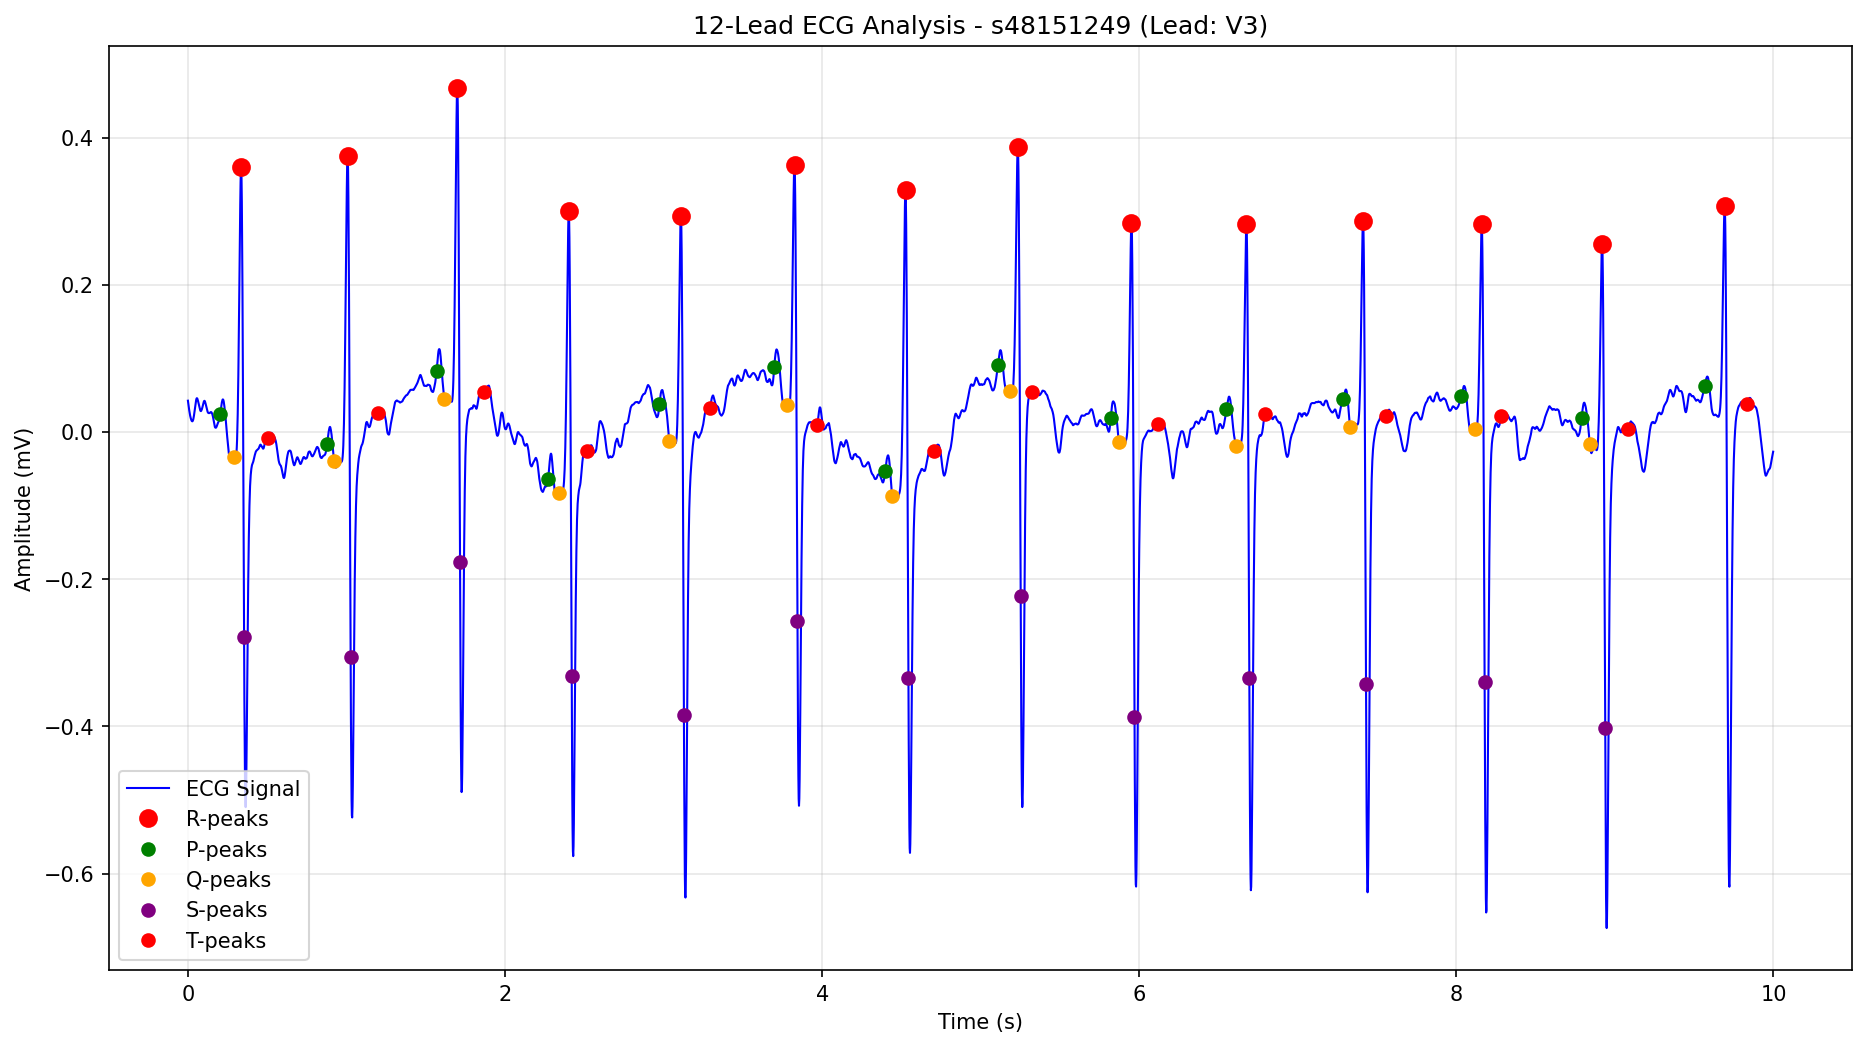 12-Lead ECG Analysis - s48151249 (Lead: V3)
Amplitude (mV)
0.4
0.2
0.0
−0.2
−0.4
−0.6
ECG Signal
R-peaks
P-peaks
Q-peaks
S-peaks
T-peaks
0 2 4 6 8 10
Time (s)